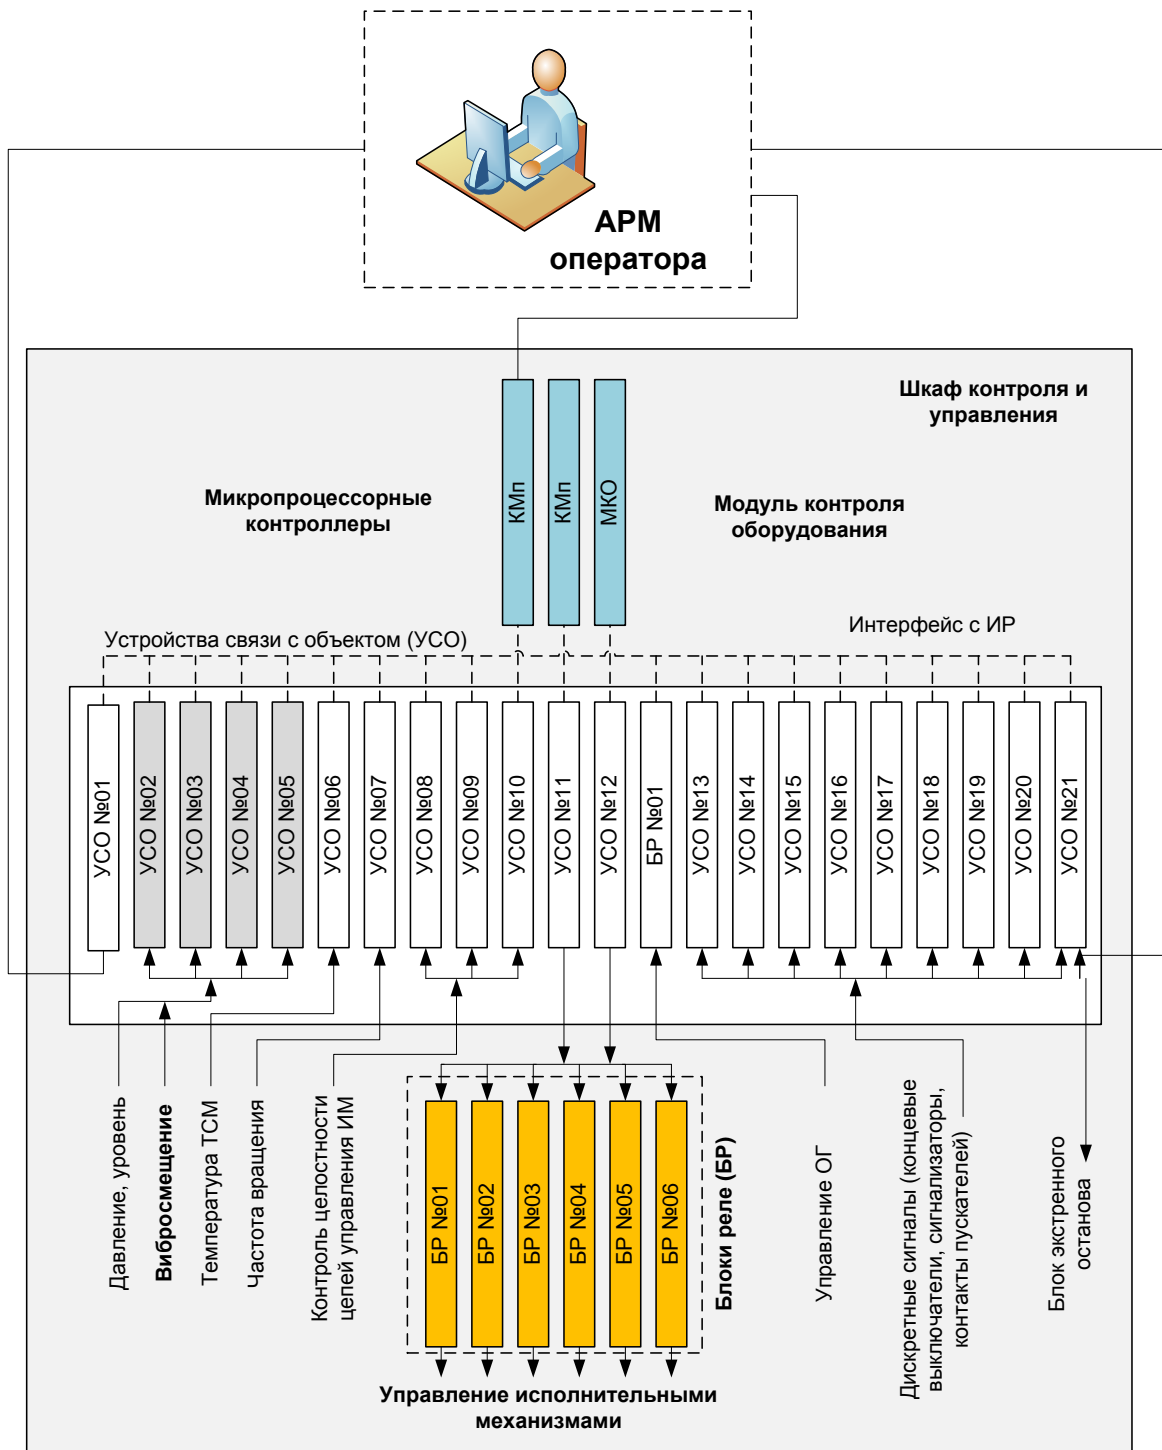 АРМ
оператора
Шкаф контроля и
управления
КМп
КМп
МКО
Микропроцессорные
контроллеры
Модуль контроля
оборудования
Устройства связи с объектом (УСО)
Интерфейс с ИР
УСО №01
УСО №02
УСО №03
УСО №04
УСО №05
УСО №06
УСО №07
УСО №08
УСО №09
УСО №10
УСО №11
УСО №12
БР №01
УСО №13
УСО №14
УСО №15
УСО №16
УСО №17
УСО №18
УСО №19
УСО №20
УСО №21
Давление, уровень
Вибросмещение
Температура ТСМ
Частота вращения
Контроль целостности
цепей управления ИМ
БР №01
БР №02
БР №03
БР №04
БР №05
БР №06
Блоки реле (БР)
Управление ОГ
Дискретные сигналы (концевые
выключатели, сигнализаторы,
контакты пускателей)
Блок экстренного
останова
Управление исполнительными
механизмами